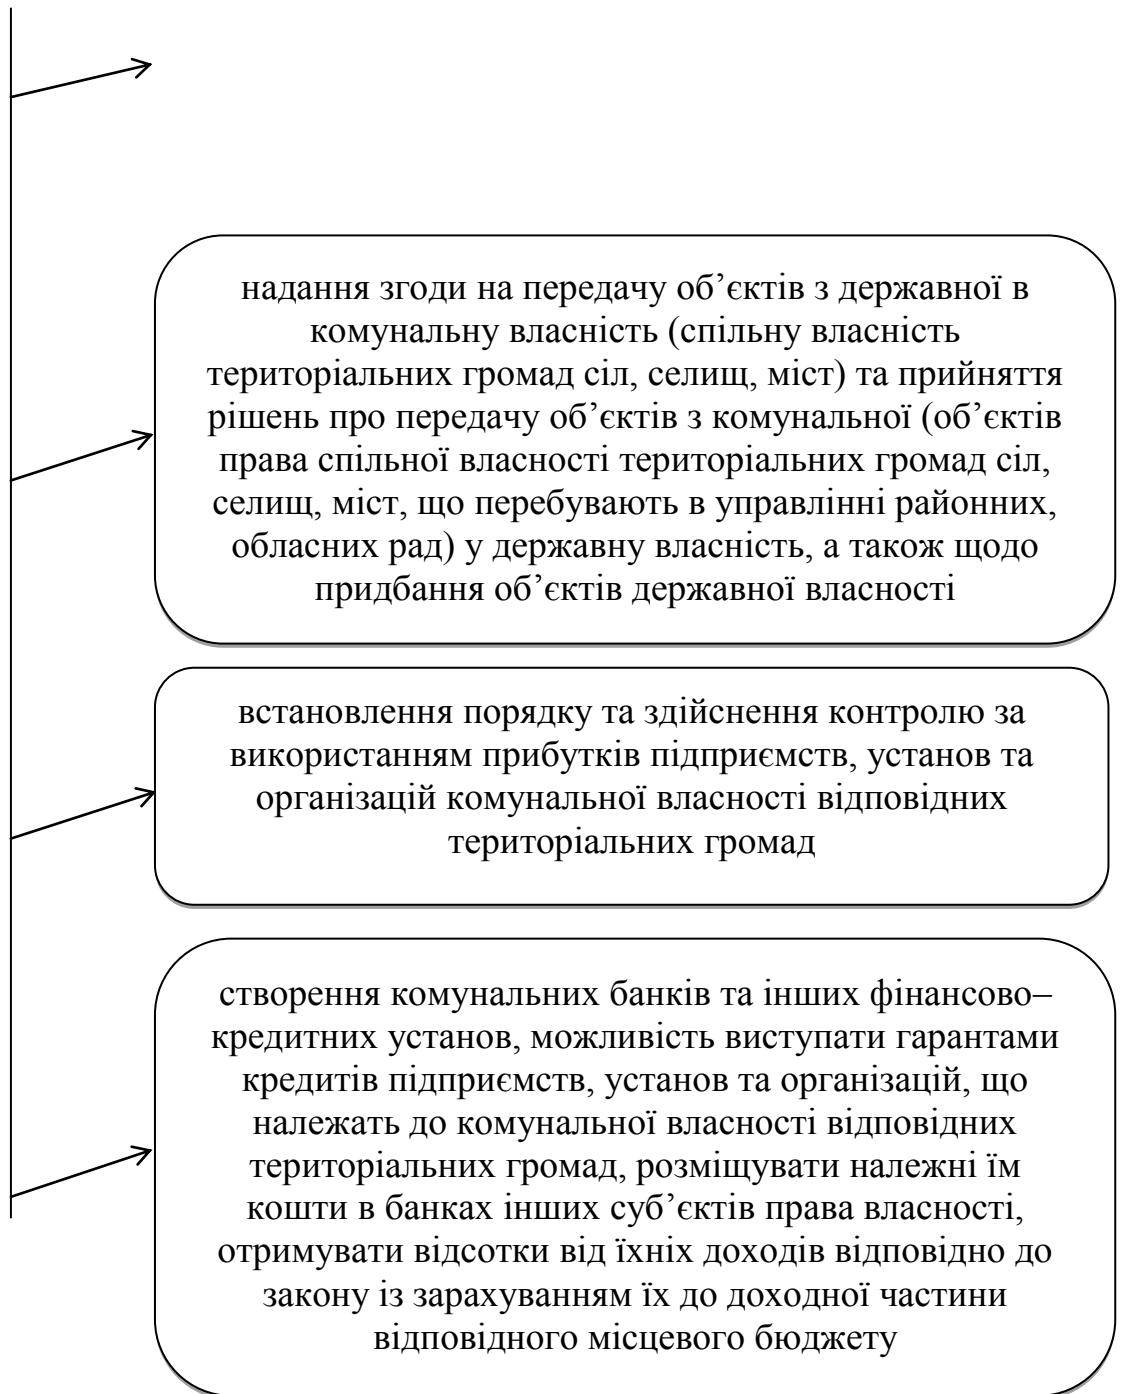 надання згоди на передачу об’єктів з державної в
комунальну власність (спільну власність
територіальних громад сіл, селищ, міст) та прийняття
рішень про передачу об’єктів з комунальної (об’єктів
права спільної власності територіальних громад сіл,
селищ, міст, що перебувають в управлінні районних,
обласних рад) у державну власність, а також щодо
придбання об’єктів державної власності
встановлення порядку та здійснення контролю за
використанням прибутків підприємств, установ та
організацій комунальної власності відповідних
територіальних громад
створення комунальних банків та інших фінансово–
кредитних установ, можливість виступати гарантами
кредитів підприємств, установ та організацій, що
належать до комунальної власності відповідних
територіальних громад, розміщувати належні їм
кошти в банках інших суб’єктів права власності,
отримувати відсотки від їхніх доходів відповідно до
закону із зарахуванням їх до доходної частини
відповідного місцевого бюджету